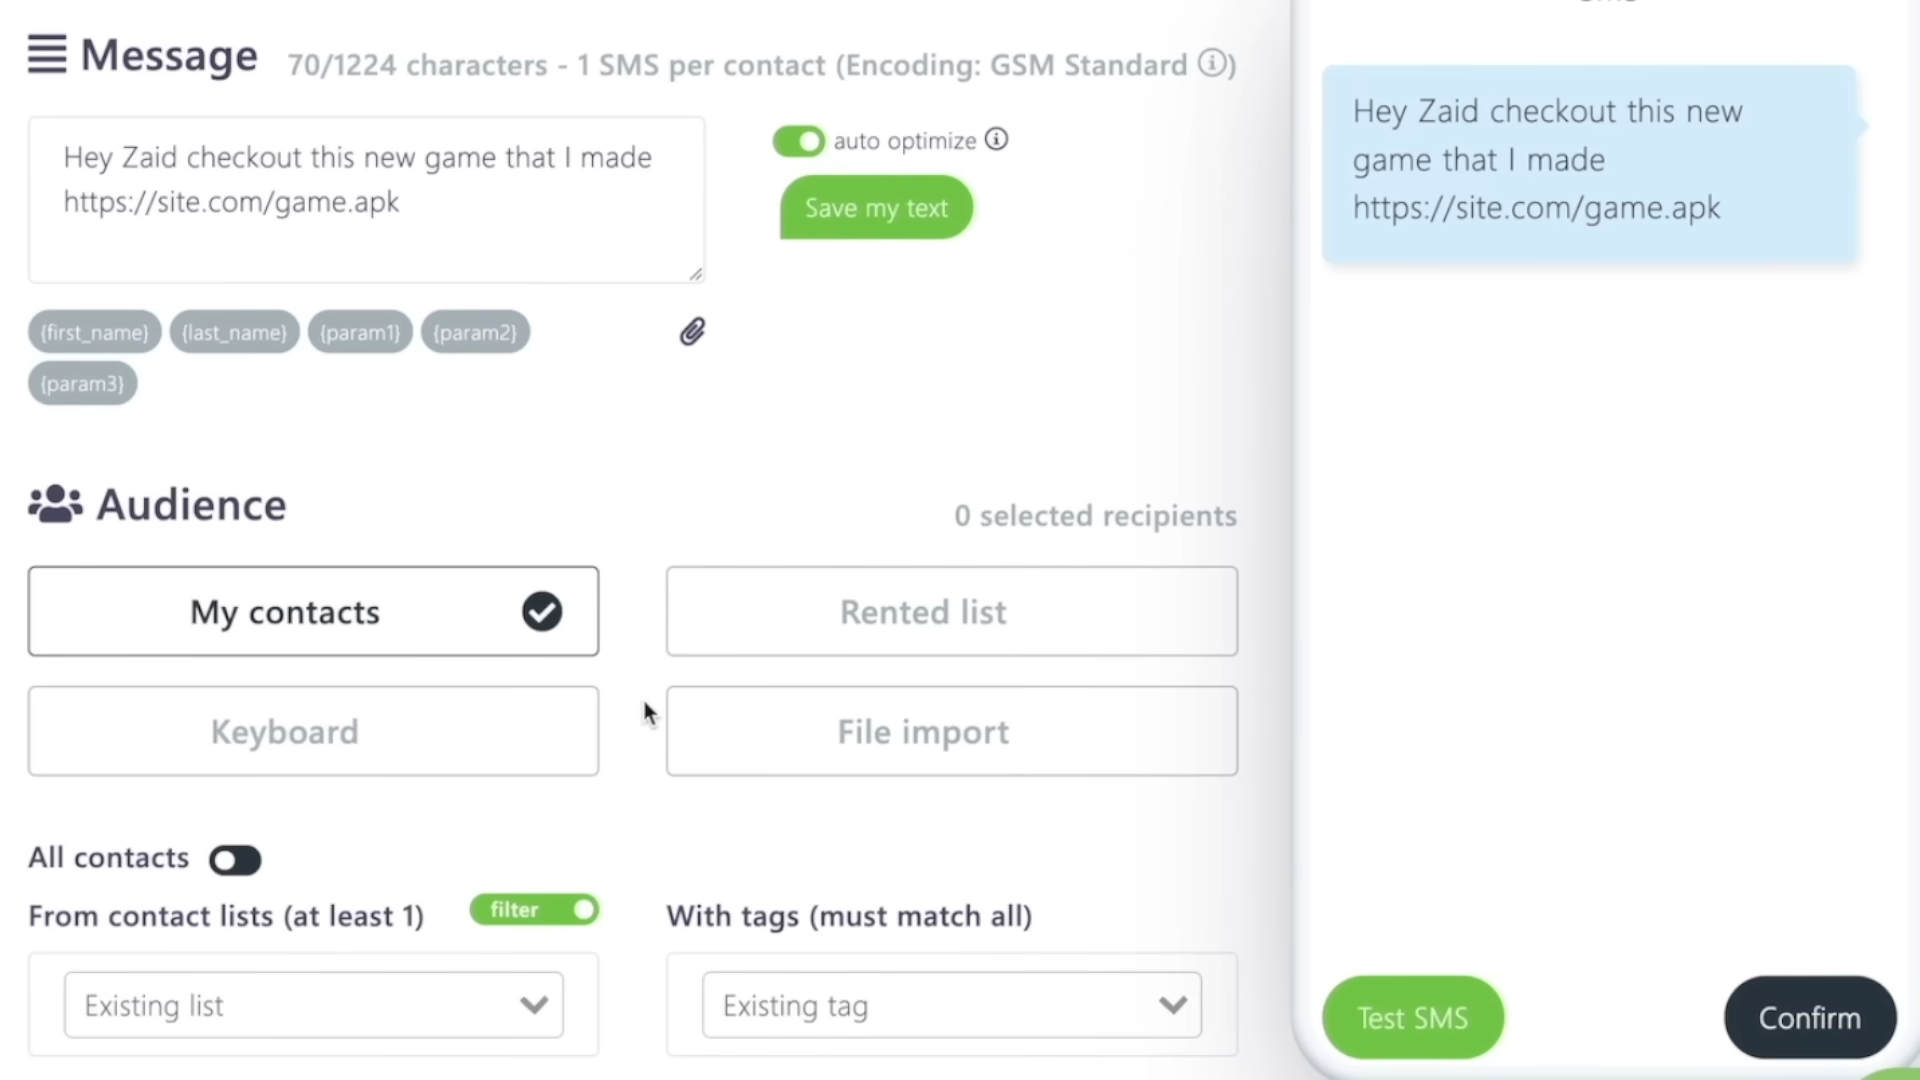 Message
70/1224 characters - 1 SMS per contact (Encoding: GSM Standard ⓘ)
Hey Zaid checkout this new game that I made
https://site.com/game.apk
auto optimize ⓘ
Save my text
{first_name}
{last_name}
{param1}
{param2}
{param3}
Audience
0 selected recipients
My contacts
Rented list
Keyboard
File import
All contacts
From contact lists (at least 1)
filter
With tags (must match all)
Existing list
Existing tag
Hey Zaid checkout this new
game that I made
https://site.com/game.apk
Test SMS
Confirm